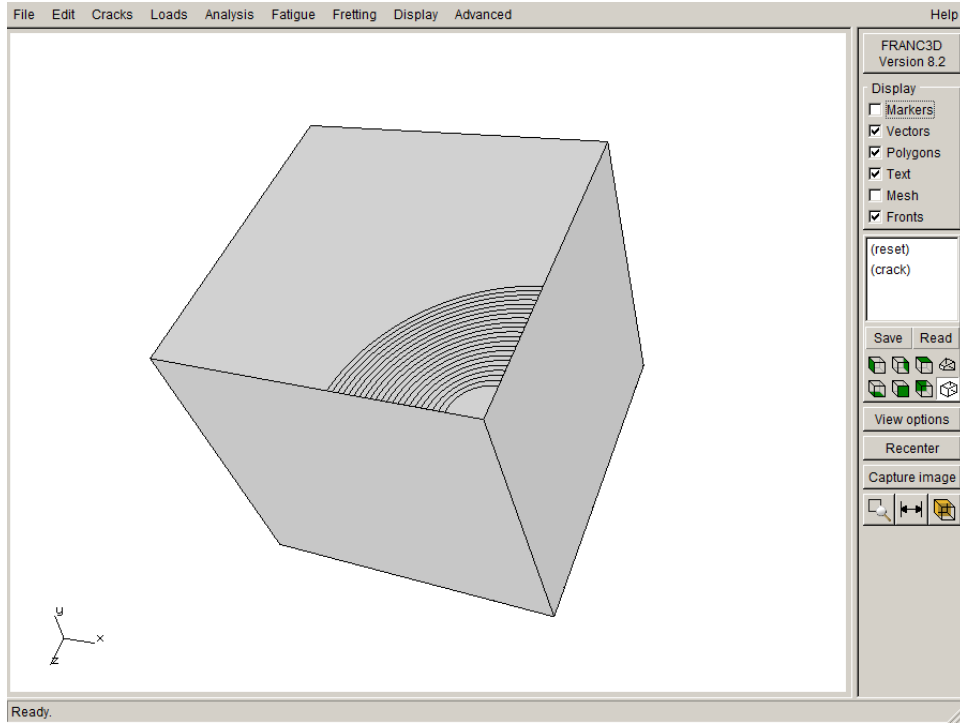 File Edit Cracks Loads Analysis Fatigue Fretting Display Advanced Help
FRANC3D
Version 8.2
Display
Markers
Vectors
Polygons
Text
Mesh
Fronts
(reset)
(crack)
Save Read
View options
Recenter
Capture image
y
x
z
Ready.